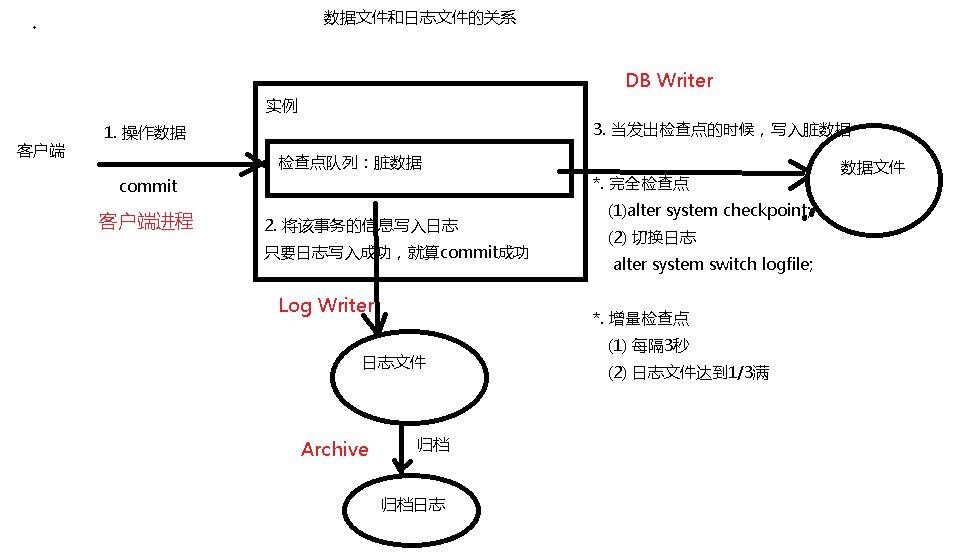 数据文件和日志文件的关系
客户端
1. 操作数据
commit
客户端进程
实例
检查点队列：脏数据
2. 将该事务的信息写入日志
只要日志写入成功，就算commit成功
Log Writer
日志文件
Archive
归档
归档日志
DB Writer
3. 当发出检查点的时候，写入脏数据
数据文件
*. 完全检查点
(1)alter system checkpoint;
(2) 切换日志
alter system switch logfile;
*. 增量检查点
(1) 每隔3秒
(2) 日志文件达到1/3满